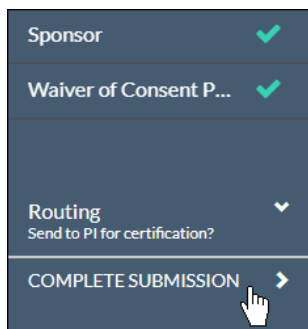 Sponsor
Waiver of Consent P...
Routing
Send to PI for certification?
COMPLETE SUBMISSION